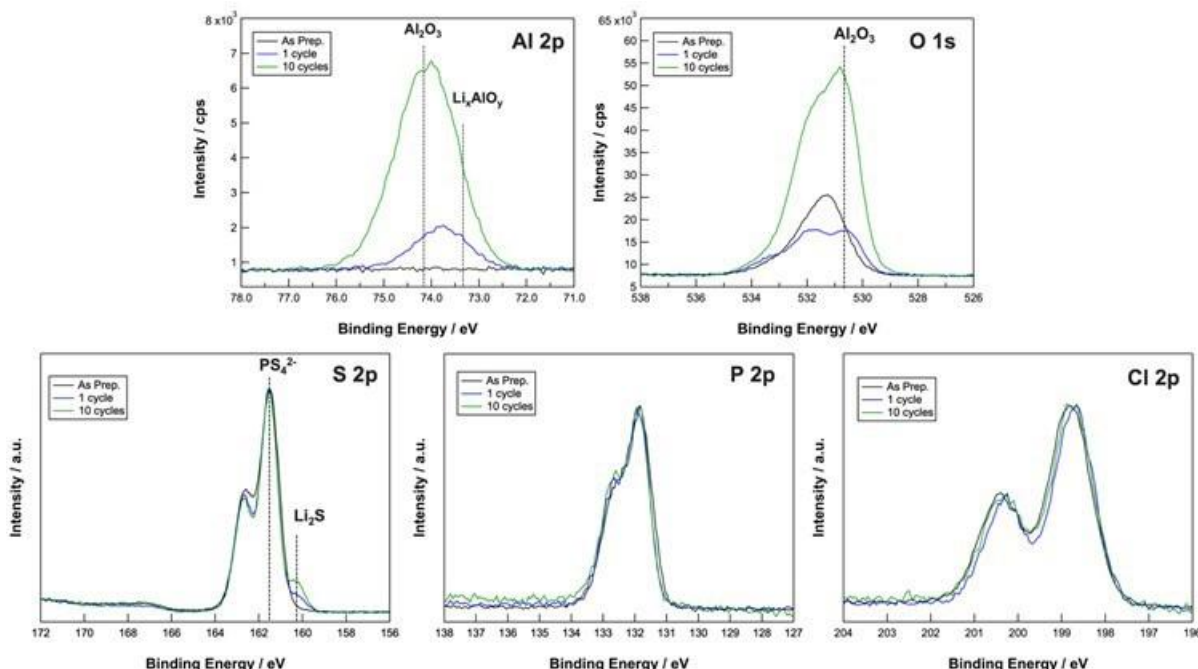 8 x10³
7
6
5
4
3
2
1
Intensity / cps
As Prep.
1 cycle
10 cycles
Al₂O₃
Al 2p
LiₓAlOᵧ
78.0 77.0 76.0 75.0 74.0 73.0 72.0 71.0
Binding Energy / eV
65x10³
60
55
50
45
40
35
30
25
20
15
10
5
Intensity / cps
As Prep.
1 cycle
10 cycles
Al₂O₃
O 1s
538 536 534 532 530 528 526
Binding Energy / eV
Intensity / a.u.
As Prep.
1 cycle
10 cycles
PS₄²⁻
S 2p
Li₂S
172 170 168 166 164 162 160 158 156
Binding Energy / eV
Intensity / a.u.
As Prep.
1 cycle
10 cycles
P 2p
138 137 136 135 134 133 132 131 130 129 128 127
Binding Energy / eV
Intensity / a.u.
As Prep.
1 cycle
10 cycles
Cl 2p
204 203 202 201 200 199 198 197 196
Binding Energy / eV